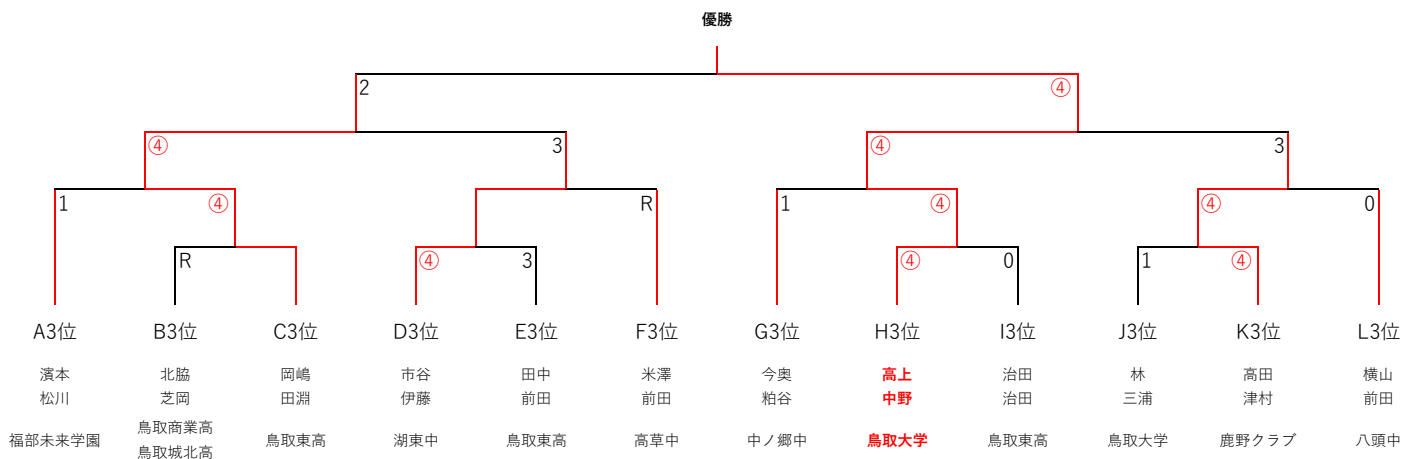 優勝
2 ④
④ 3 ④ 3
1 ④ R 1 ④ ④ 0
R ④ 3 ④ 0 1 ④
A3位 B3位 C3位 D3位 E3位 F3位 G3位 H3位 I3位 J3位 K3位 L3位
濱本 北脇 岡嶋 市谷 田中 米澤 今奥 高上 治田 林 高田 横山
松川 芝岡 田淵 伊藤 前田 前田 粕谷 中野 治田 三浦 津村 前田
鳥取商業高
福部未来学園 鳥取東高 湖東中 鳥取東高 高草中 中ノ郷中 鳥取大学 鳥取東高 鳥取大学 鹿野クラブ 八頭中
鳥取城北高